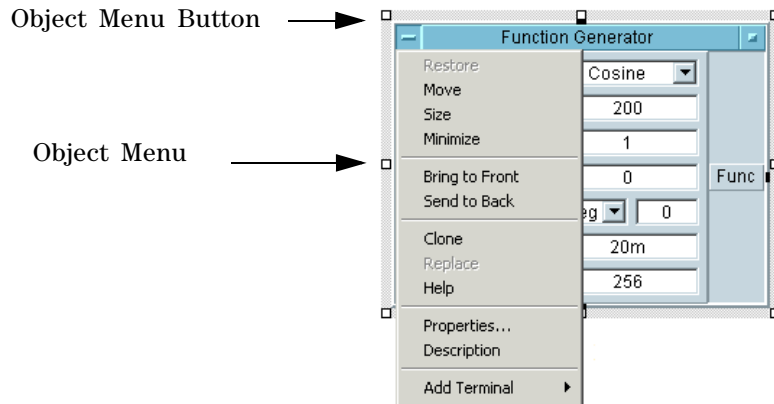 Object Menu Button
Function Generator
Restore
Cosine
Move
Size
200
Minimize
1
Object Menu
Bring to Front
0
Func
Send to Back
eg
0
Clone
20m
Replace
Help
256
Properties...
Description
Add Terminal